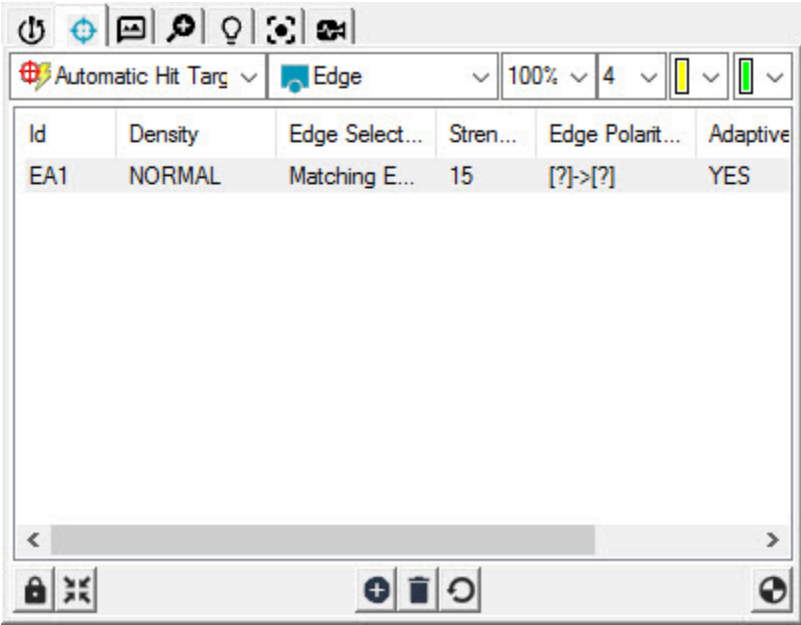 Automatic Hit Targ Edge 100% 4
Id Density Edge Select... Stren... Edge Polarit... Adaptive
EA1 NORMAL Matching E... 15 [?]->[?] YES